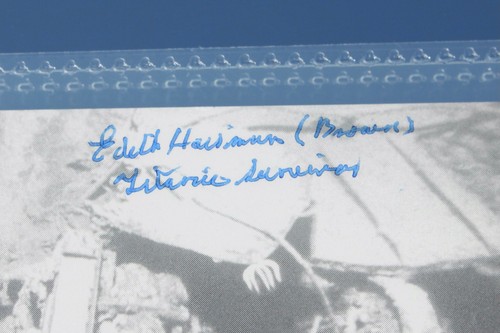 Edith Haisman (Brown)
Titanic Survivor